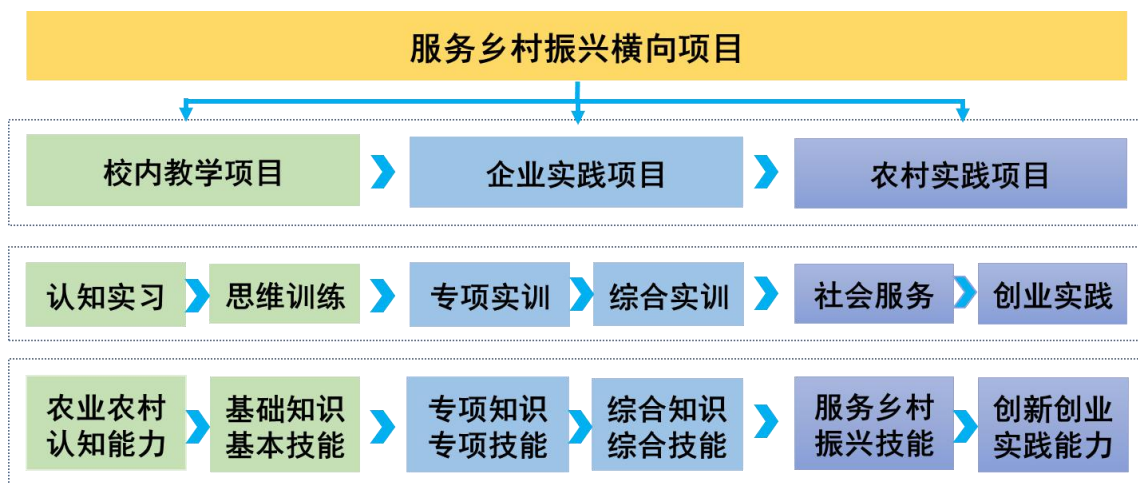 服务乡村振兴横向项目
校内教学项目
企业实践项目
农村实践项目
认知实习
思维训练
专项实训
综合实训
社会服务
创业实践
农业农村
认知能力
基础知识
基本技能
专项知识
专项技能
综合知识
综合技能
服务乡村
振兴技能
创新创业
实践能力